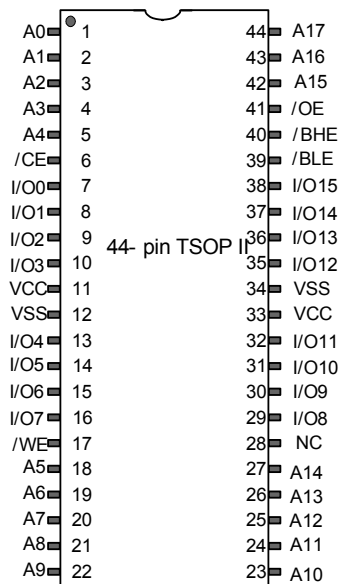 A0 1 44 A17
A1 2 43 A16
A2 3 42 A15
A3 4 41 /OE
A4 5 40 /BHE
/CE 6 39 /BLE
I/O0 7 38 I/O15
I/O1 8 37 I/O14
I/O2 9 36 I/O13
44- pin TSOP II
I/O3 10 35 I/O12
VCC 11 34 VSS
VSS 12 33 VCC
I/O4 13 32 I/O11
I/O5 14 31 I/O10
I/O6 15 30 I/O9
I/O7 16 29 I/O8
/WE 17 28 NC
A5 18 27 A14
A6 19 26 A13
A7 20 25 A12
A8 21 24 A11
A9 22 23 A10